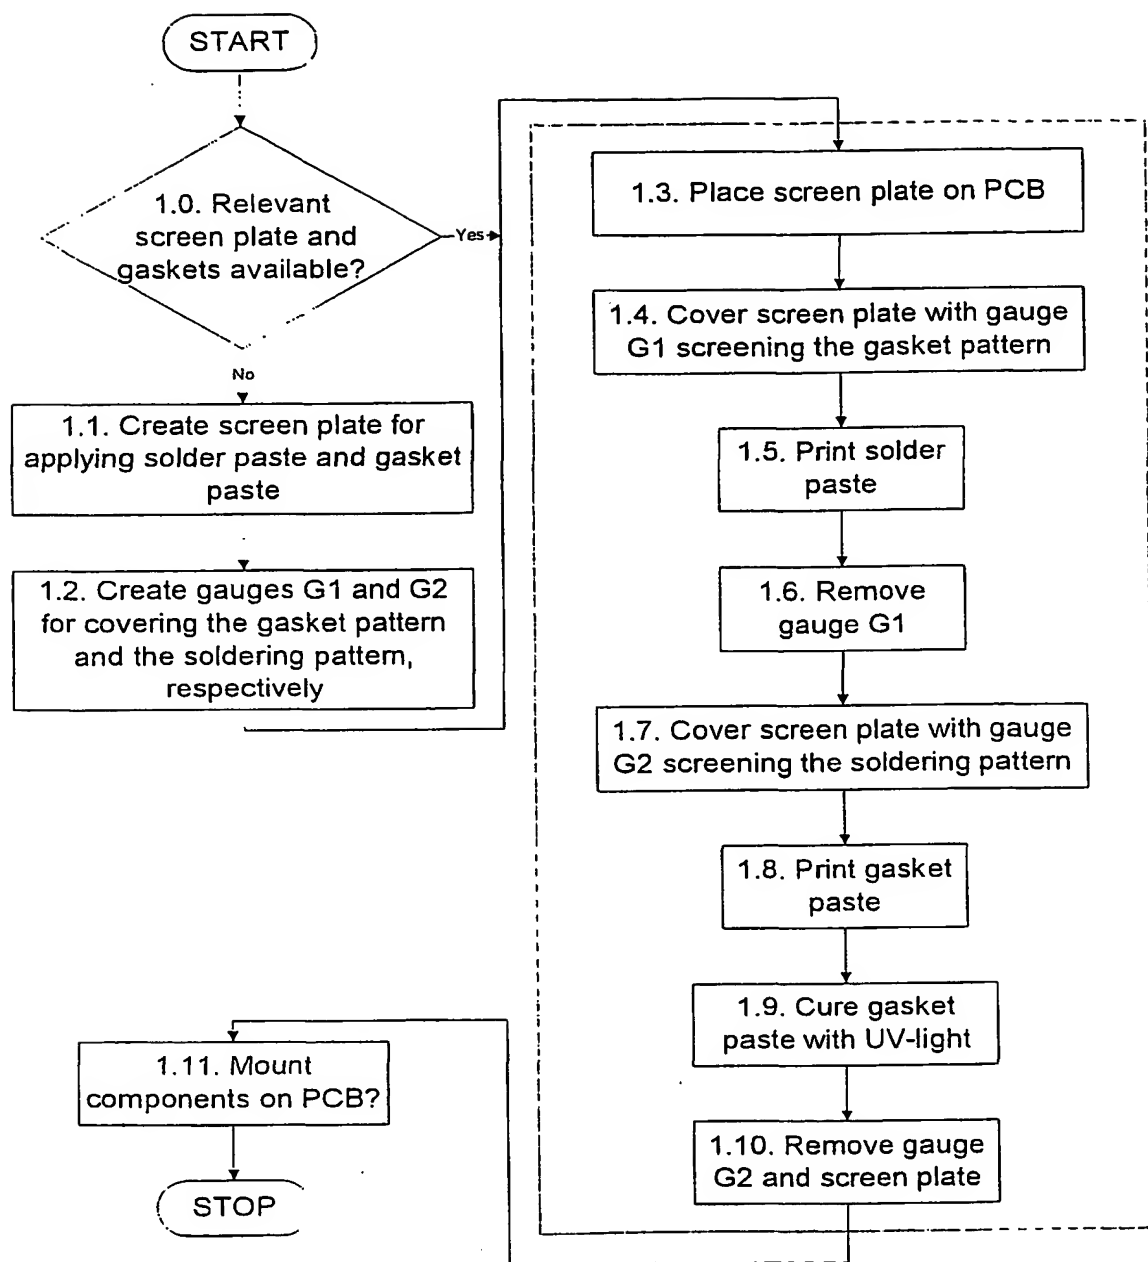 START
1.0. Relevant
screen plate and
gaskets available?
Yes
No
1.1. Create screen plate for
applying solder paste and gasket
paste
1.2. Create gauges G1 and G2
for covering the gasket pattern
and the soldering pattern,
respectively
1.3. Place screen plate on PCB
1.4. Cover screen plate with gauge
G1 screening the gasket pattern
1.5. Print solder
paste
1.6. Remove
gauge G1
1.7. Cover screen plate with gauge
G2 screening the soldering pattern
1.8. Print gasket
paste
1.9. Cure gasket
paste with UV-light
1.10. Remove gauge
G2 and screen plate
1.11. Mount
components on PCB?
STOP